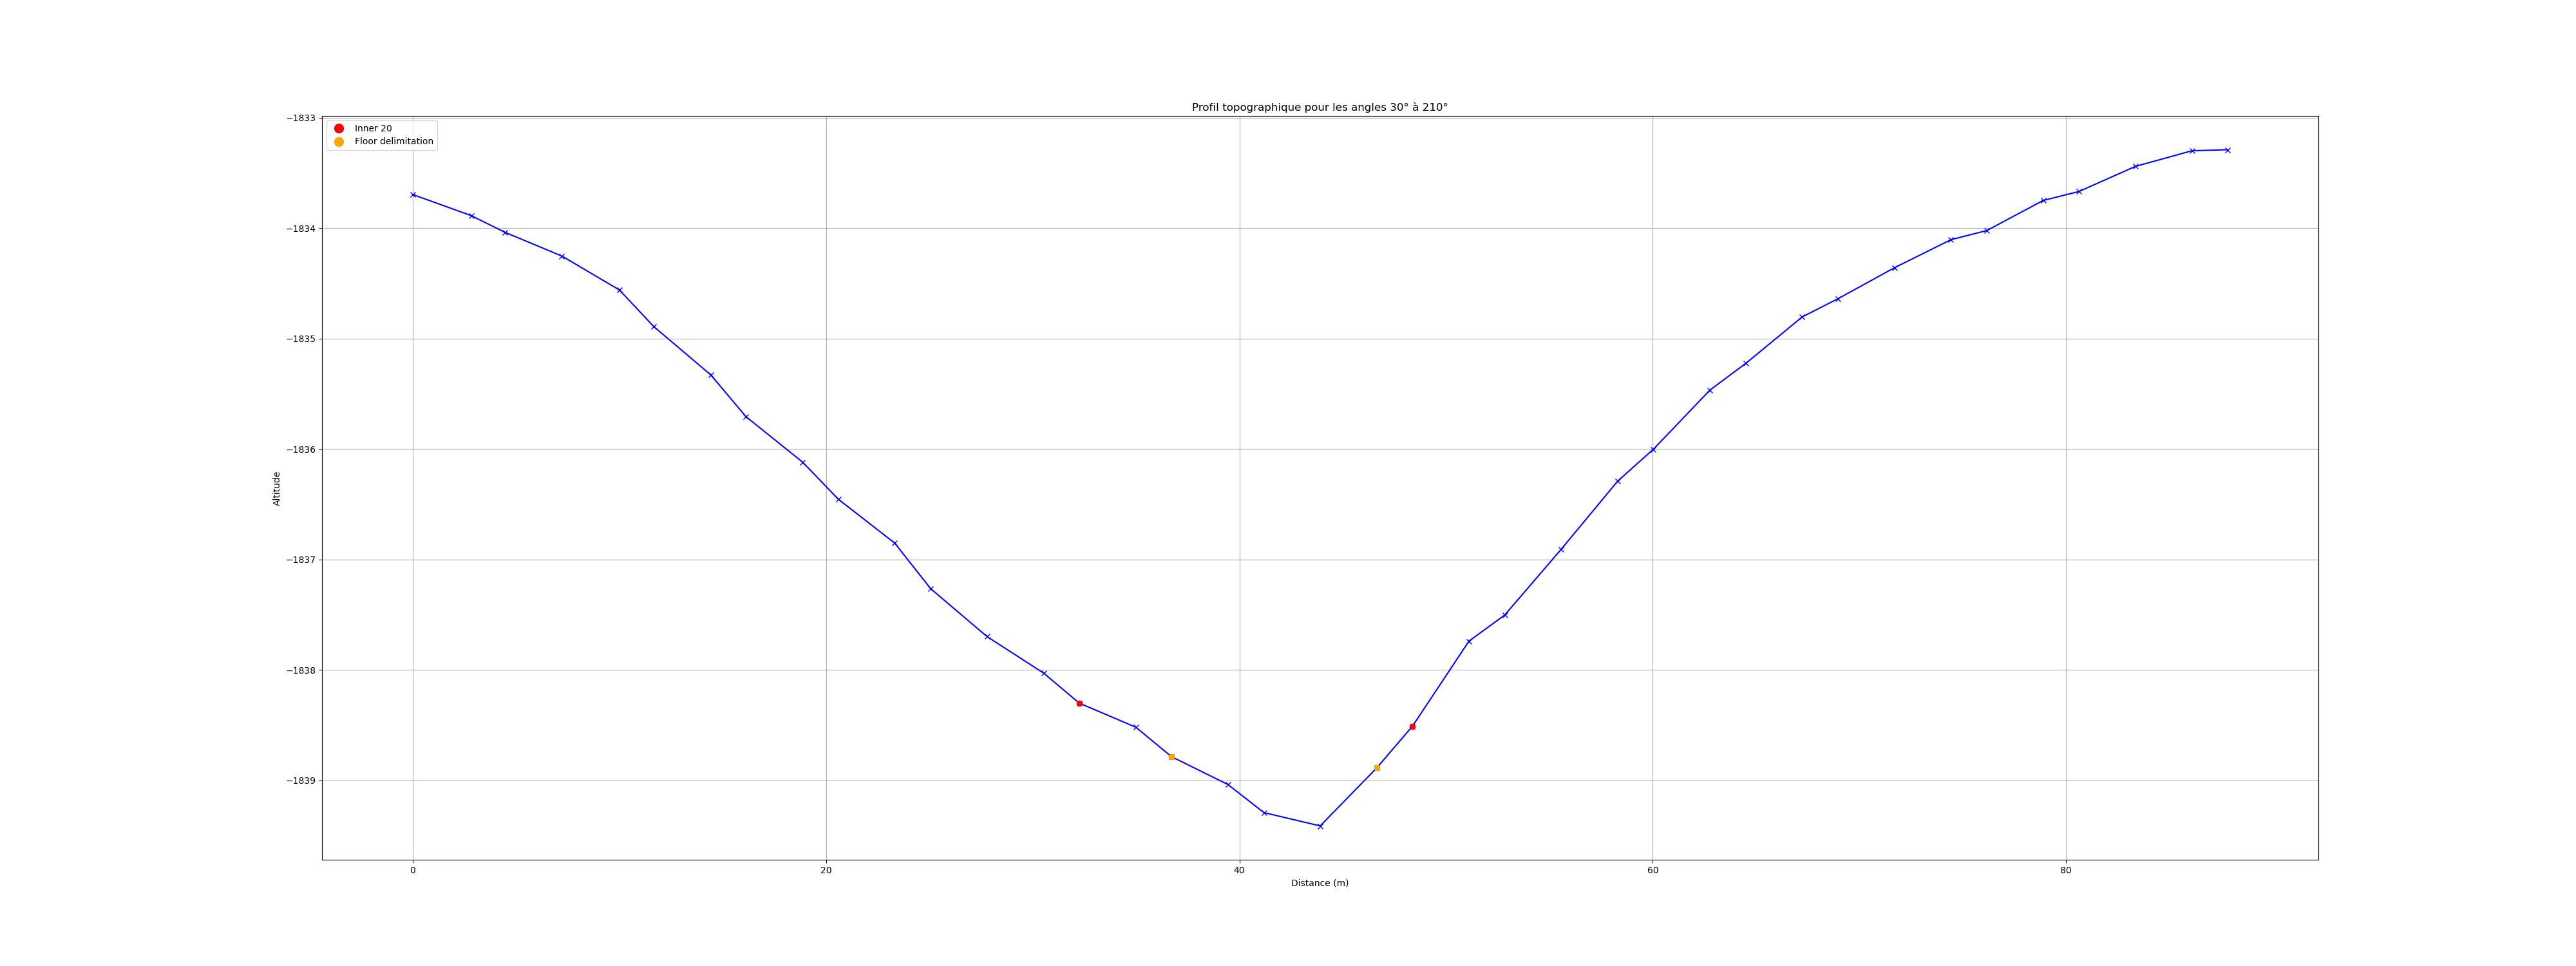 Profil topographique pour les angles 30° à 210°
Inner 20
Floor delimitation
−1833
−1834
−1835
−1836
−1837
−1838
−1839
Altitude
0 20 40 60 80
Distance (m)